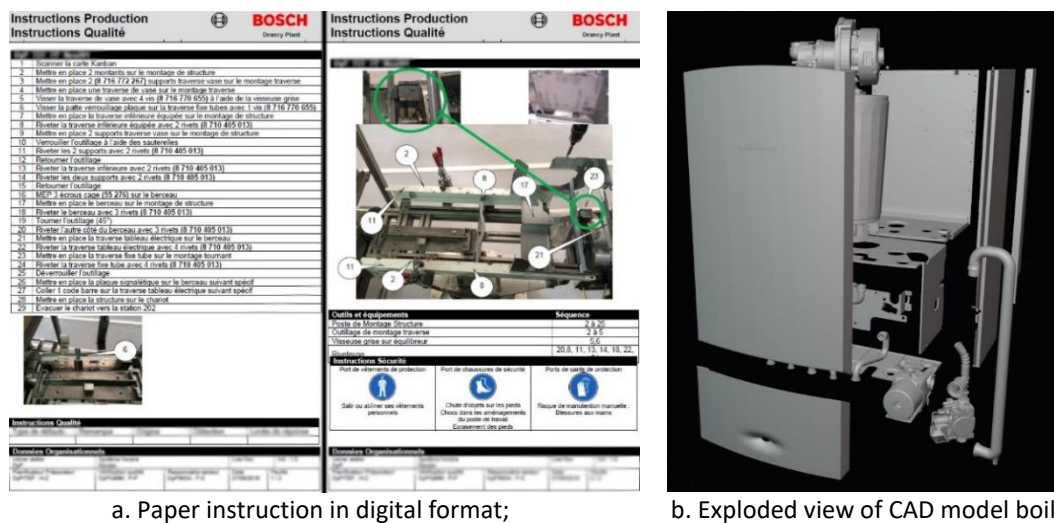 Instructions Production
Instructions Qualité
BOSCH
Drancy Plant
1 Scanner la carte Kanban
2 Mettre en place 2 montants sur le montage de structure
3 Mettre en place 2 (8 716 772 267) supports traverse vase sur le montage traverse
4 Mettre en place une traverse de vase sur le montage traverse
5 Visser la traverse de vase avec 4 vis (8 716 770 655) à l'aide de la visseuse grise
6 Visser la patte verrouillage plaque sur la traverse fixe tubes avec 1 vis (8 716 770 655)
7 Mettre en place la traverse inférieure équipée sur le montage de structure
8 Riveter la traverse inférieure équipée avec 2 rivets (8 710 405 013)
9 Mettre en place 2 supports traverse vase sur le montage de structure
10 Verrouiller l'outillage à l'aide des sauterelles
11 Riveter les 2 supports avec 2 rivets (8 710 405 013)
12 Retourner l'outillage
13 Riveter la traverse inférieure avec 2 rivets (8 710 405 013)
14 Riveter les deux supports avec 2 rivets (8 710 405 013)
15 Retourner l'outillage
16 MEP 3 écrous cage (55 276) sur le berceau
17 Mettre en place le berceau sur le montage de structure
18 Riveter le berceau avec 3 rivets (8 710 405 013)
19 Tourner l'outillage (45°)
20 Riveter l'autre côté du berceau avec 3 rivets (8 710 405 013)
21 Mettre en place la traverse tableau électrique sur le berceau
22 Riveter la traverse tableau électrique avec 4 rivets (8 710 405 013)
23 Mettre en place la traverse fixe tube sur le montage tournant
24 Riveter la traverse fixe tube avec 4 rivets (8 710 405 013)
25 Déverrouiller l'outillage
26 Mettre en place la plaque signalétique sur le berceau suivant spécif
27 Coller 1 code barre sur la traverse tableau électrique suivant spécif
28 Mettre en place la structure sur le chariot
29 Evacuer le chariot vers la station 202
6
Instructions Qualité
Données Organisationnelles
Instructions Production
Instructions Qualité
BOSCH
Drancy Plant
2
8
17
23
11
21
11
2
8
Outils et équipements Séquence
Poste de Montage Structure 2 à 25
Outillage de montage traverse 2 à 5
Visseuse grise sur équilibreur 5,6
Riveteuse 20,8, 11, 13, 14, 18, 22,
Instructions Sécurité
Port de vêtements de protection
Port de chaussures de sécurité
Ports de gants de protection
Salir ou abîmer ses vêtements
personnels
Chute d'objets sur les pieds
Chocs dans les aménagements
du poste de travail
Ecrasement des pieds
Risque de manutention manuelle :
Blessures aux mains
Données Organisationnelles
a. Paper instruction in digital format;
b. Exploded view of CAD model boil